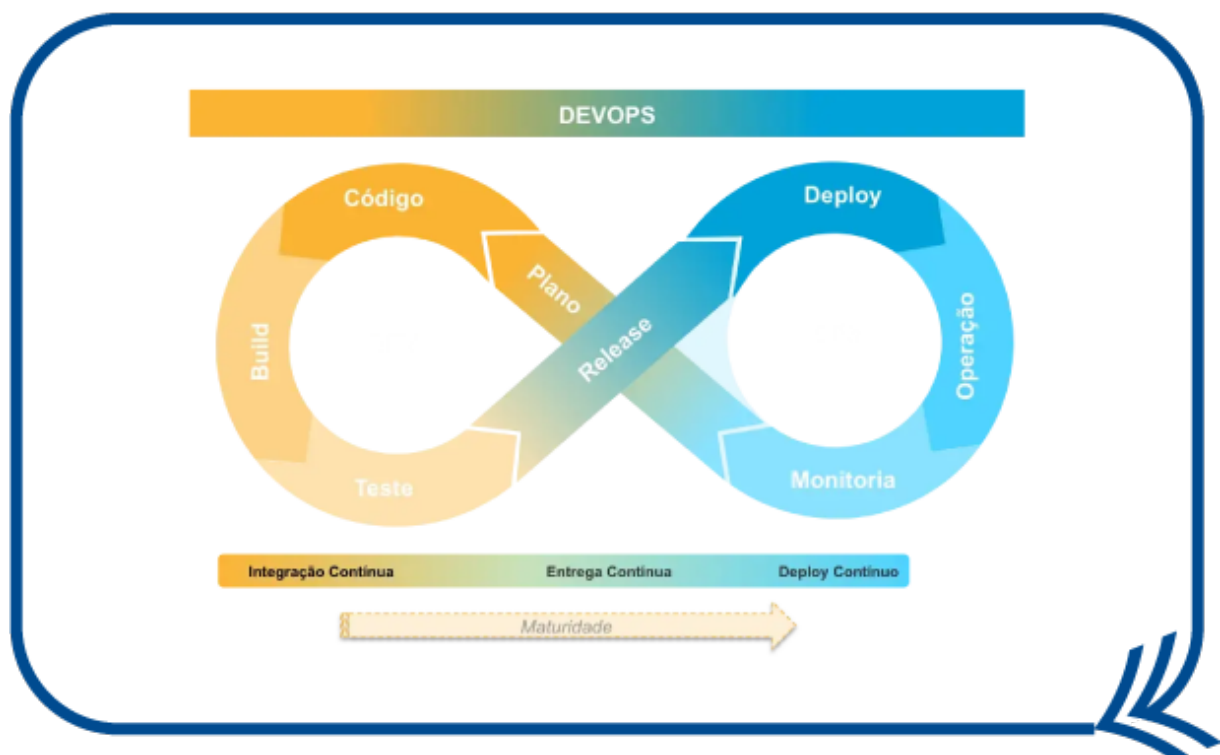 DEVOPS
Código
Deploy
Plano
Release
Build
Operação
Teste
Monitoria
Integração Contínua
Entrega Contínua
Deploy Contínuo
Maturidade